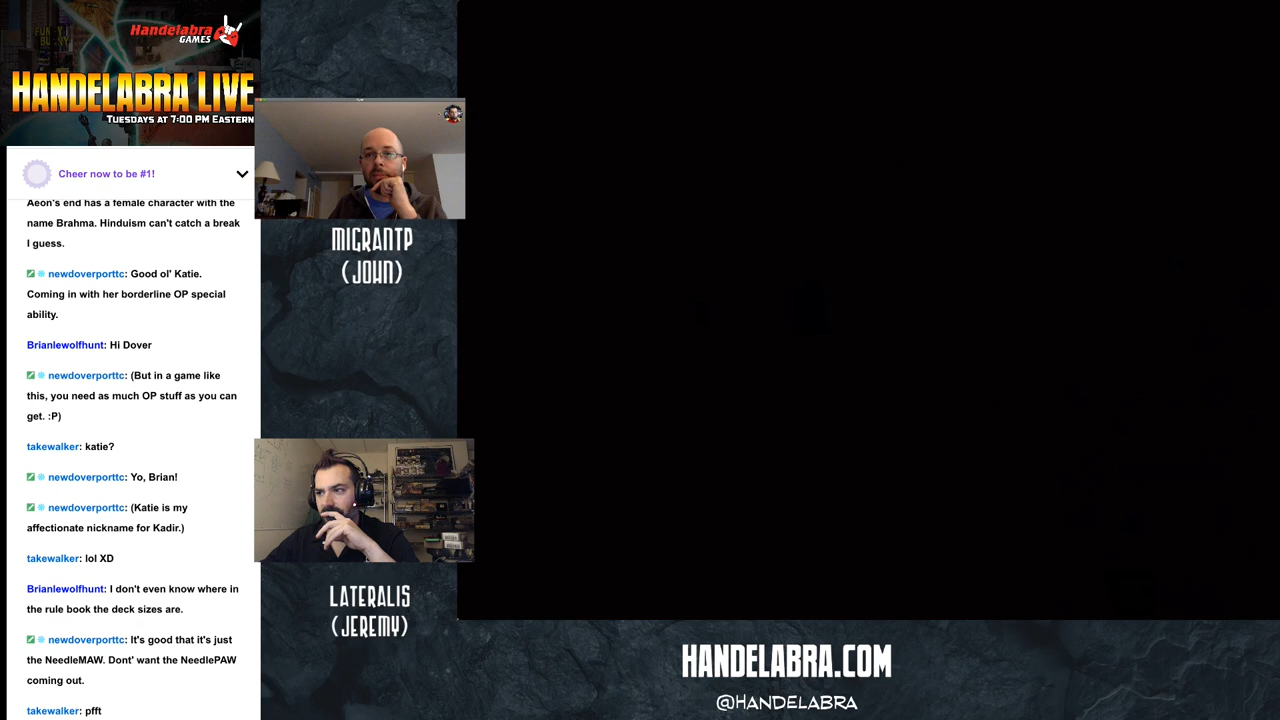 Handelabra
GAMES
HANDELABRA LIVE
TUESDAYS AT 7:00 PM EASTERN
Cheer now to be #1!
Aeon's end has a female character with the
name Brahma. Hinduism can't catch a break
I guess.
newdoverporttc: Good ol' Katie.
Coming in with her borderline OP special
ability.
Brianlewolfhunt: Hi Dover
newdoverporttc: (But in a game like
this, you need as much OP stuff as you can
get. :P)
takewalker: katie?
newdoverporttc: Yo, Brian!
newdoverporttc: (Katie is my
affectionate nickname for Kadir.)
takewalker: lol XD
Brianlewolfhunt: I don't even know where in
the rule book the deck sizes are.
newdoverporttc: It's good that it's just
the NeedleMAW. Dont' want the NeedlePAW
coming out.
takewalker: pfft
MIGRANTP
(JOHN)
LATERALIS
(JEREMY)
HANDELABRA.COM
@HANDELABRA